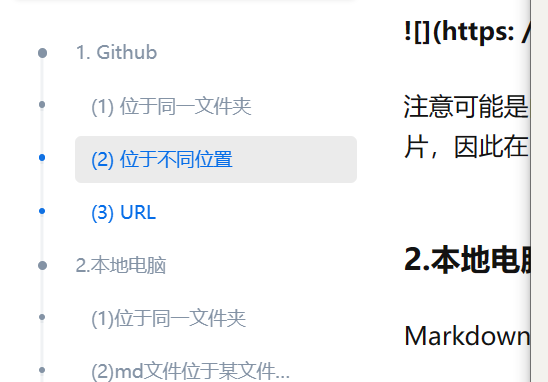 1. Github
(1) 位于同一文件夹
(2) 位于不同位置
(3) URL
2.本地电脑
(1)位于同一文件夹
(2)md文件位于某文件...
![](https: /
注意可能是
片，因此在
2.本地电脑
Markdown